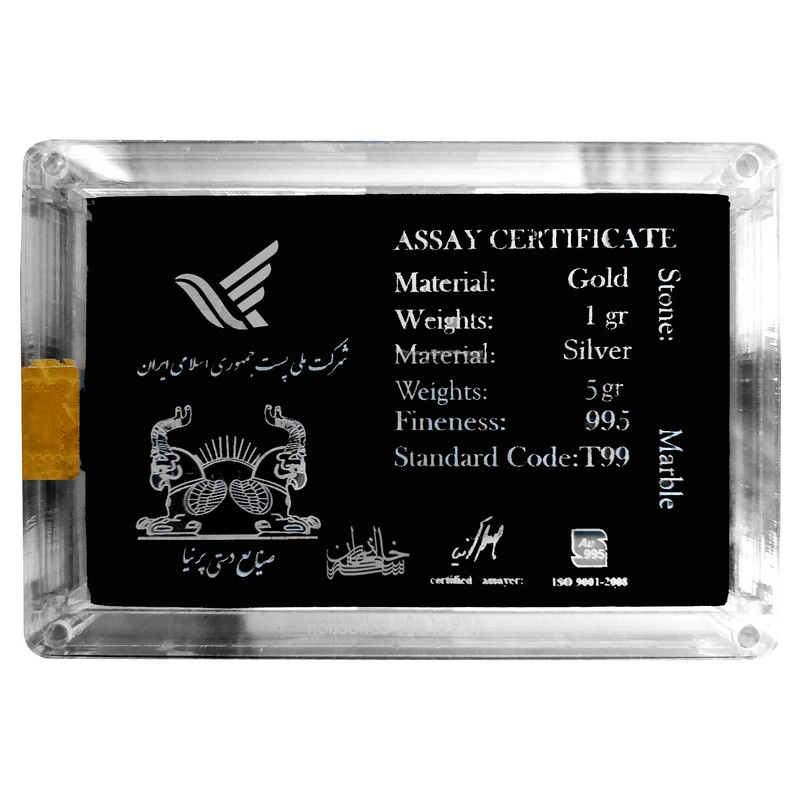 شرکت ملی پست جمهوری اسلامی ایران
صنایع دستی پرنیا
ASSAY CERTIFICATE
Material: Gold
Weights: 1 gr
Material: Silver
Weights: 5gr
Fineness: 995
Standard Code:T99
Stone: Marble
certified assayer:
Au
995
ISO 9001-2008